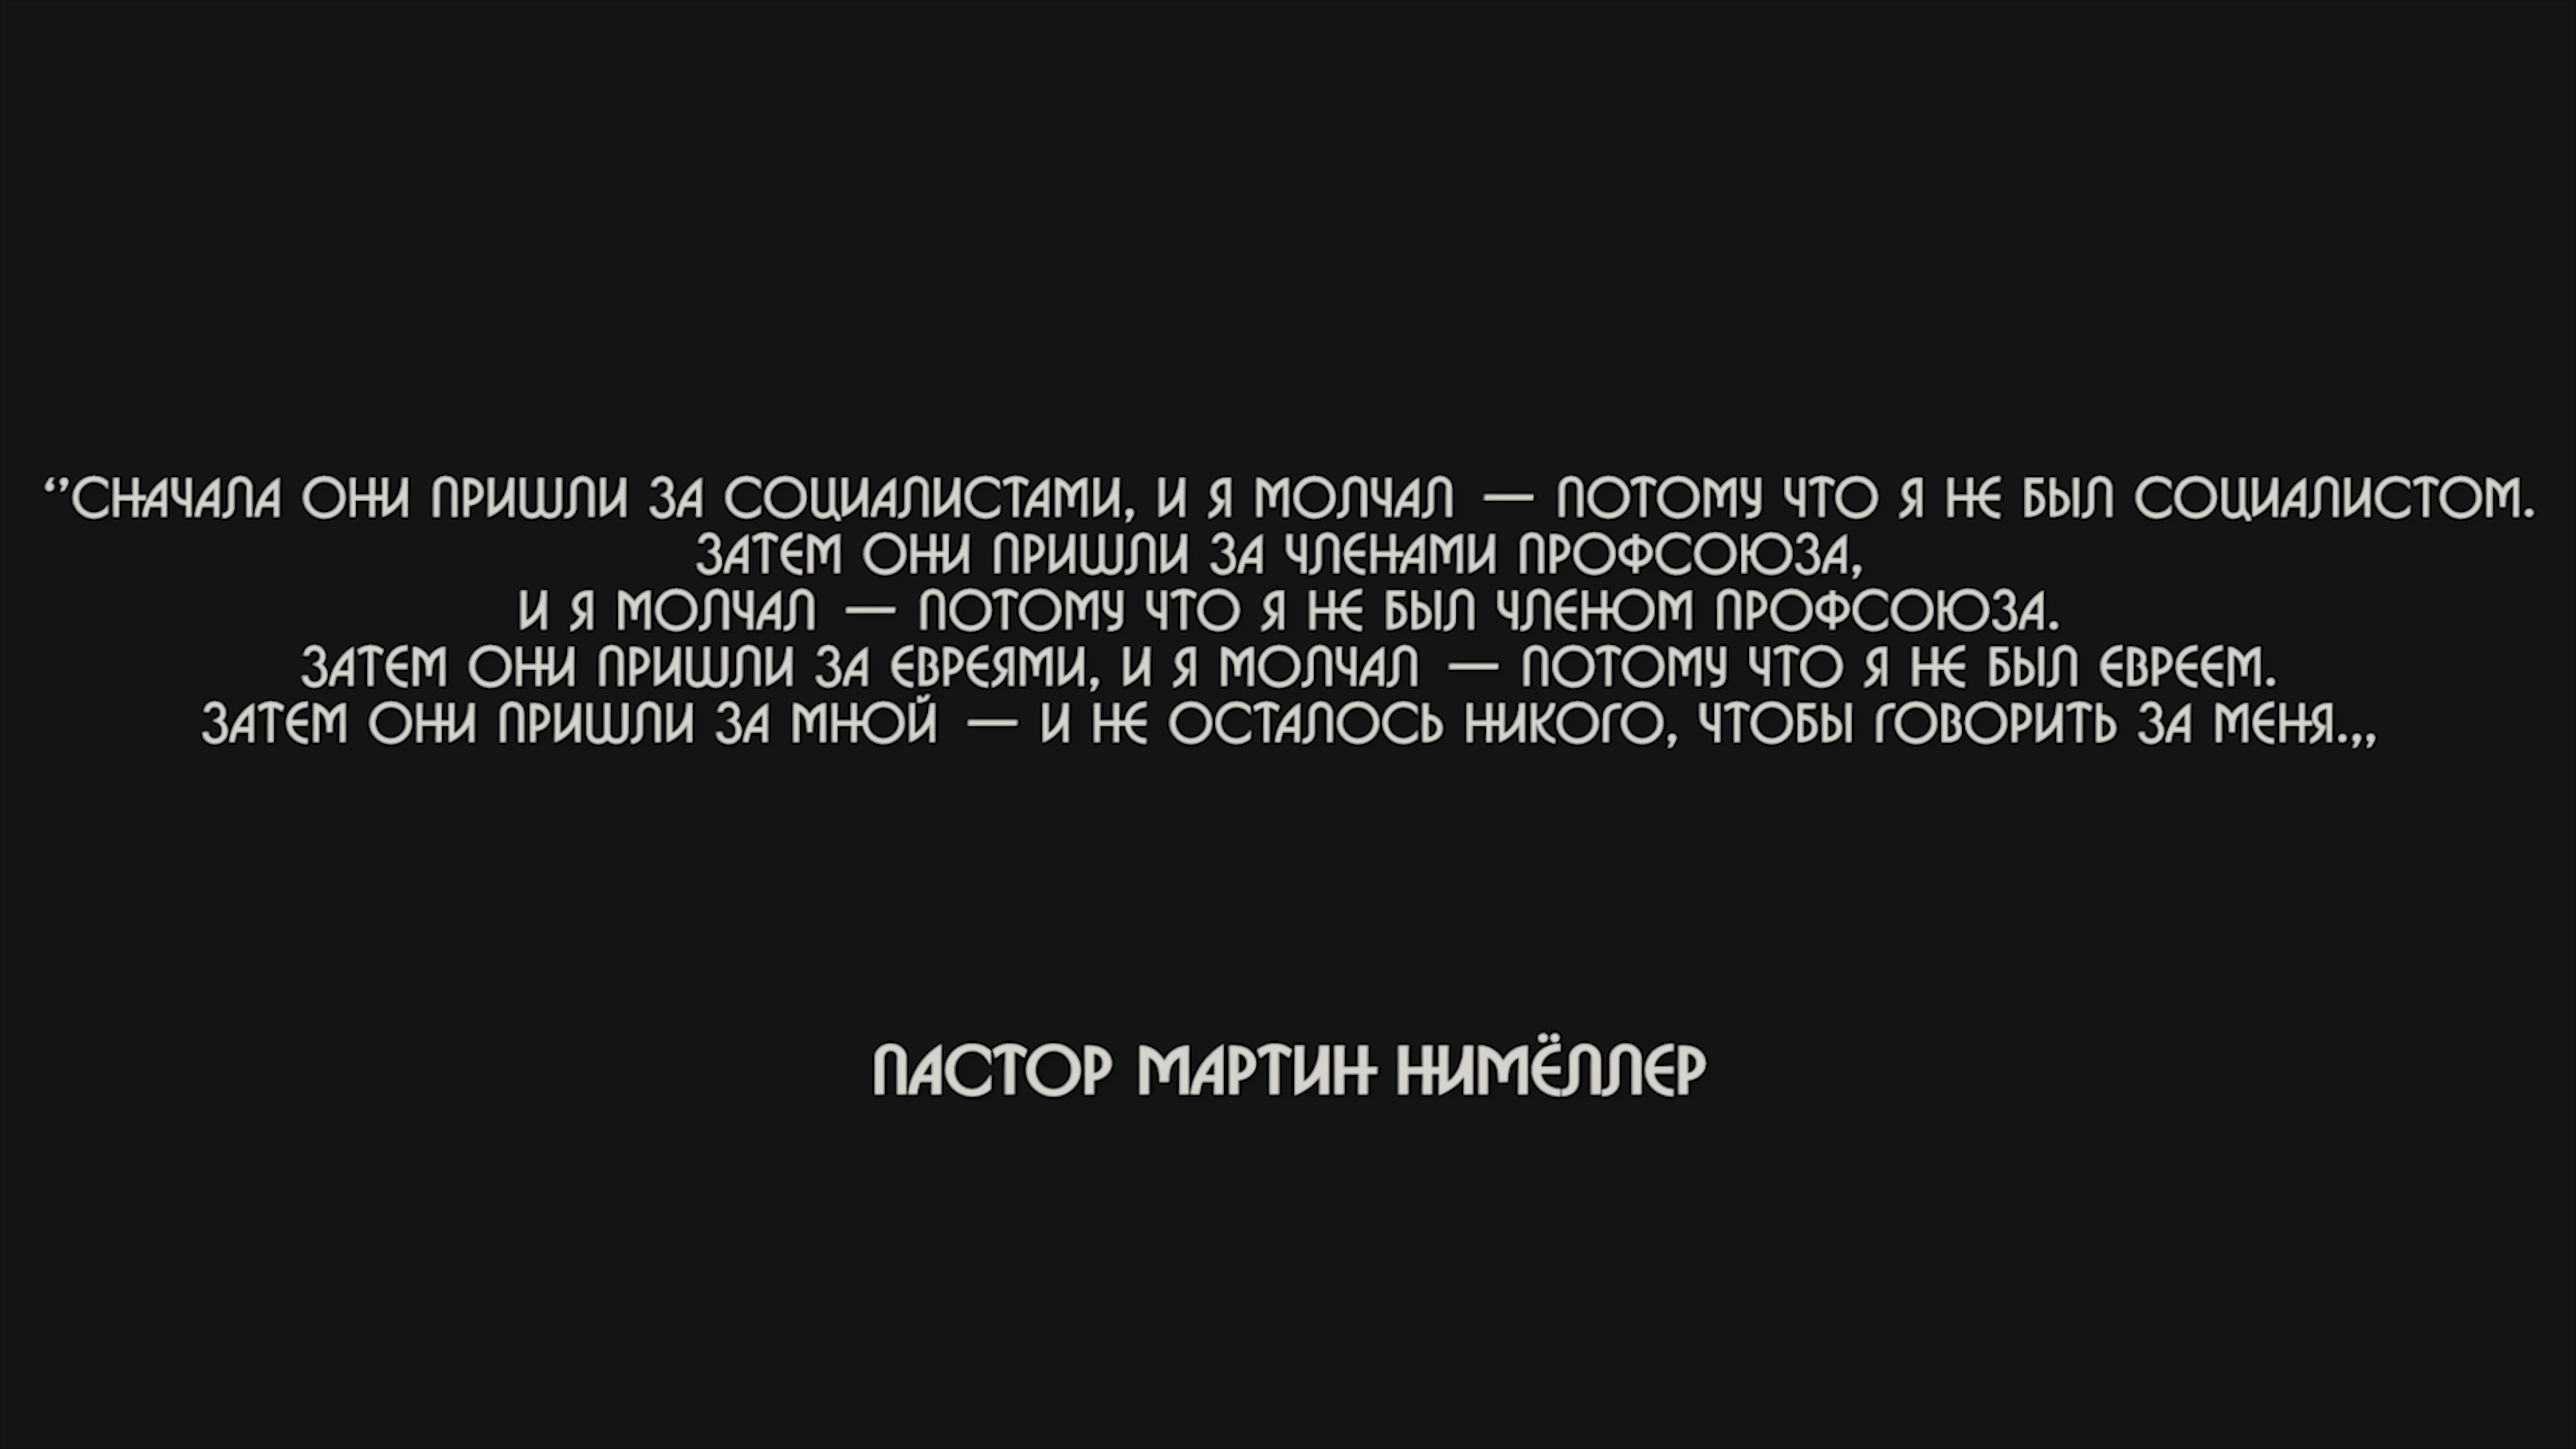 ‘’СНАЧАЛА ОНИ ПРИШЛИ ЗА СОЦИАЛИСТАМИ, И Я МОЛЧАЛ — ПОТОМУ ЧТО Я НЕ БЫЛ СОЦИАЛИСТОМ.
ЗАТЕМ ОНИ ПРИШЛИ ЗА ЧЛЕНАМИ ПРОФСОЮЗА,
И Я МОЛЧАЛ — ПОТОМУ ЧТО Я НЕ БЫЛ ЧЛЕНОМ ПРОФСОЮЗА.
ЗАТЕМ ОНИ ПРИШЛИ ЗА ЕВРЕЯМИ, И Я МОЛЧАЛ — ПОТОМУ ЧТО Я НЕ БЫЛ ЕВРЕЕМ.
ЗАТЕМ ОНИ ПРИШЛИ ЗА МНОЙ — И НЕ ОСТАЛОСЬ НИКОГО, ЧТОБЫ ГОВОРИТЬ ЗА МЕНЯ.,,
ПАСТОР МАРТИН НИМЁЛЛЕР